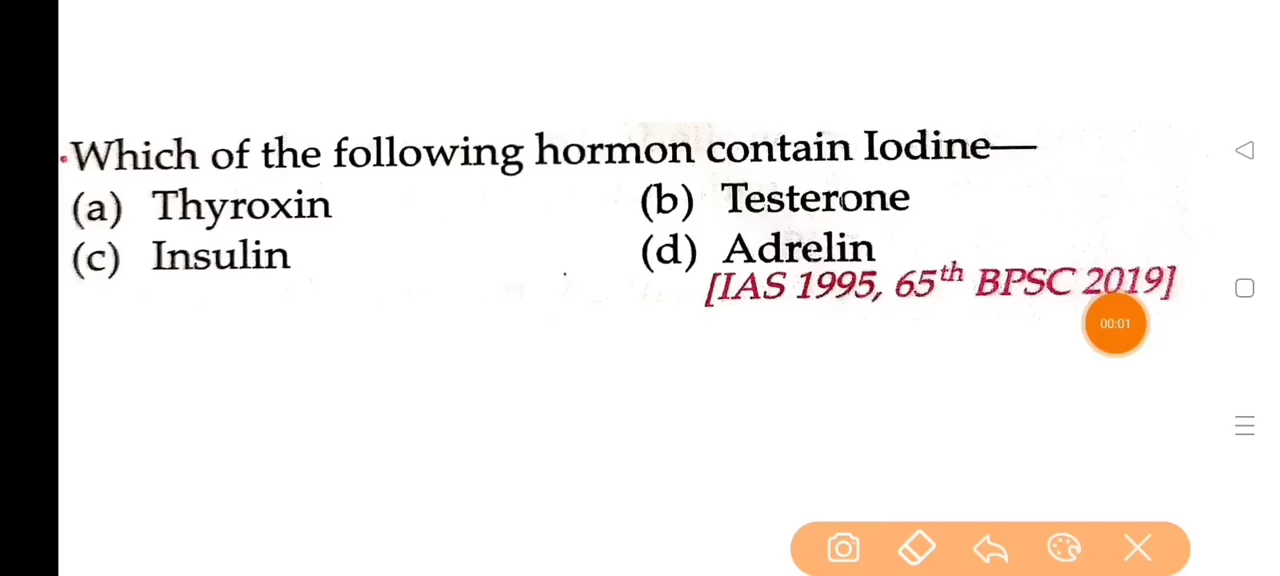 Which of the following hormon contain Iodine—
(a) Thyroxin (b) Testerone
(c) Insulin (d) Adrelin
[IAS 1995, 65th BPSC 2019]
00:01